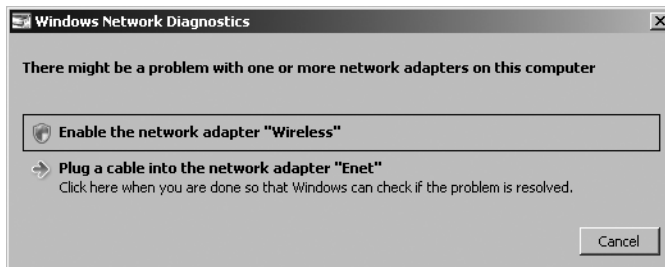 Windows Network Diagnostics
There might be a problem with one or more network adapters on this computer
Enable the network adapter "Wireless"
Plug a cable into the network adapter "Enet"
Click here when you are done so that Windows can check if the problem is resolved.
Cancel